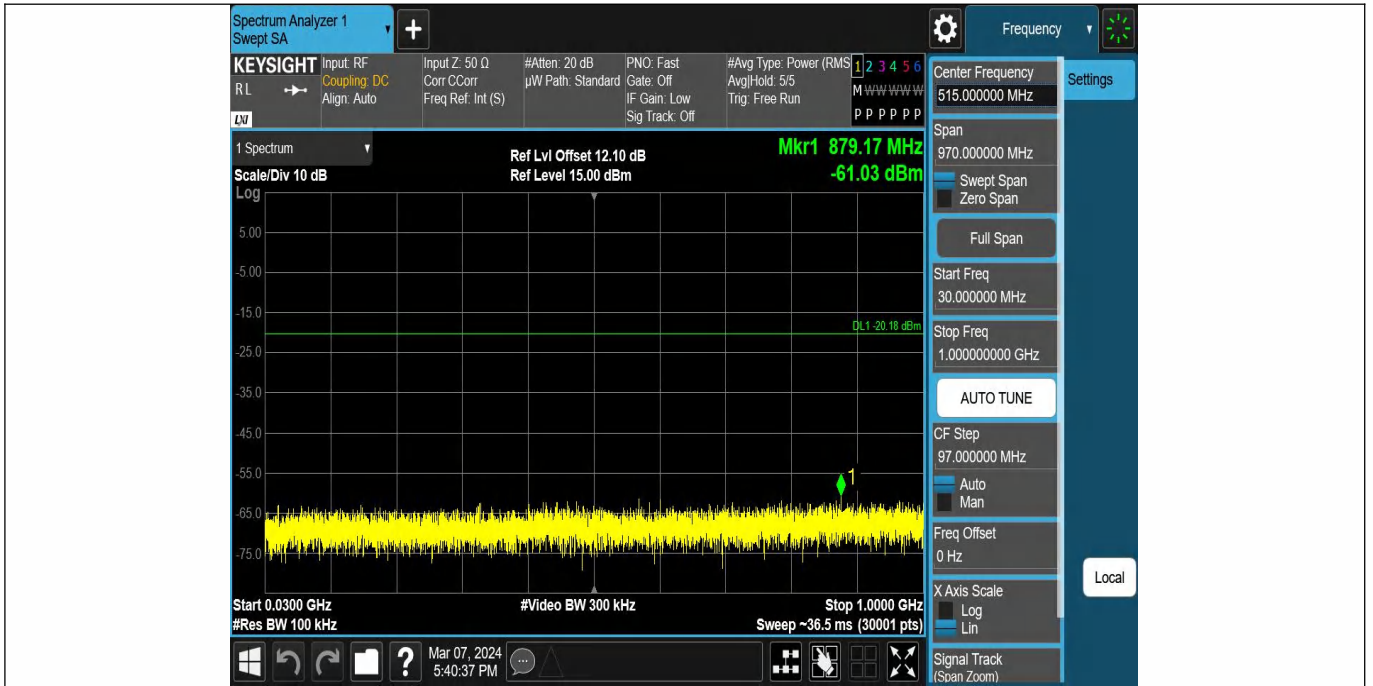 Spectrum Analyzer 1
Swept SA
+
Frequency
KEYSIGHT
RL
LXI
Input: RF
Coupling: DC
Align: Auto
Input Z: 50 Ω
Corr CCorr
Freq Ref: Int (S)
#Atten: 20 dB
µW Path: Standard
PNO: Fast
Gate: Off
IF Gain: Low
Sig Track: Off
#Avg Type: Power (RMS
Avg|Hold: 5/5
Trig: Free Run
1 2 3 4 5 6
M W W W W W
P P P P P P
1 Spectrum
Scale/Div 10 dB
Log
Ref Lvl Offset 12.10 dB
Ref Level 15.00 dBm
Mkr1 879.17 MHz
-61.03 dBm
5.00
-5.00
-15.0
DL1 -20.18 dBm
-25.0
-35.0
-45.0
-55.0
1
-65.0
-75.0
Start 0.0300 GHz
#Res BW 100 kHz
#Video BW 300 kHz
Stop 1.0000 GHz
Sweep ~36.5 ms (30001 pts)
Center Frequency
515.000000 MHz
Settings
Span
970.000000 MHz
Swept Span
Zero Span
Full Span
Start Freq
30.000000 MHz
Stop Freq
1.000000000 GHz
AUTO TUNE
CF Step
97.000000 MHz
Auto
Man
Freq Offset
0 Hz
X Axis Scale
Log
Lin
Local
Signal Track
(Span Zoom)
?
Mar 07, 2024
5:40:37 PM